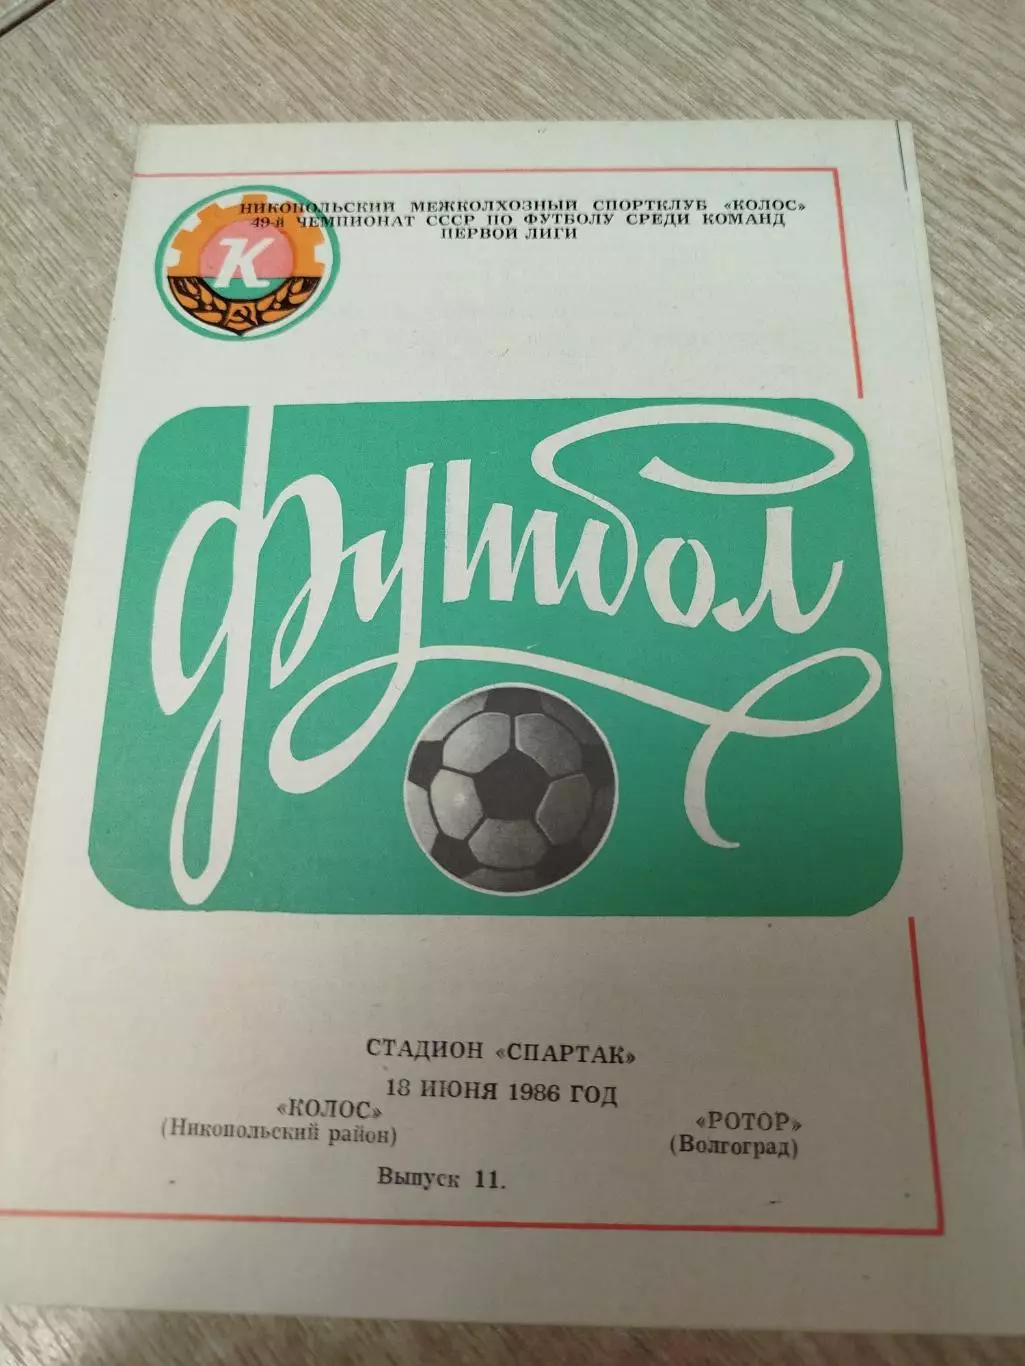 НИКОПОЛЬСКИЙ МЕЖКОЛХОЗНЫЙ СПОРТКЛУБ «КОЛОС»
49-й ЧЕМПИОНАТ СССР ПО ФУТБОЛУ СРЕДИ КОМАНД
ПЕРВОЙ ЛИГИ
К
футбол
СТАДИОН «СПАРТАК»
18 ИЮНЯ 1986 ГОД
«КОЛОС» «РОТОР»
(Никопольский район) (Волгоград)
Выпуск 11.